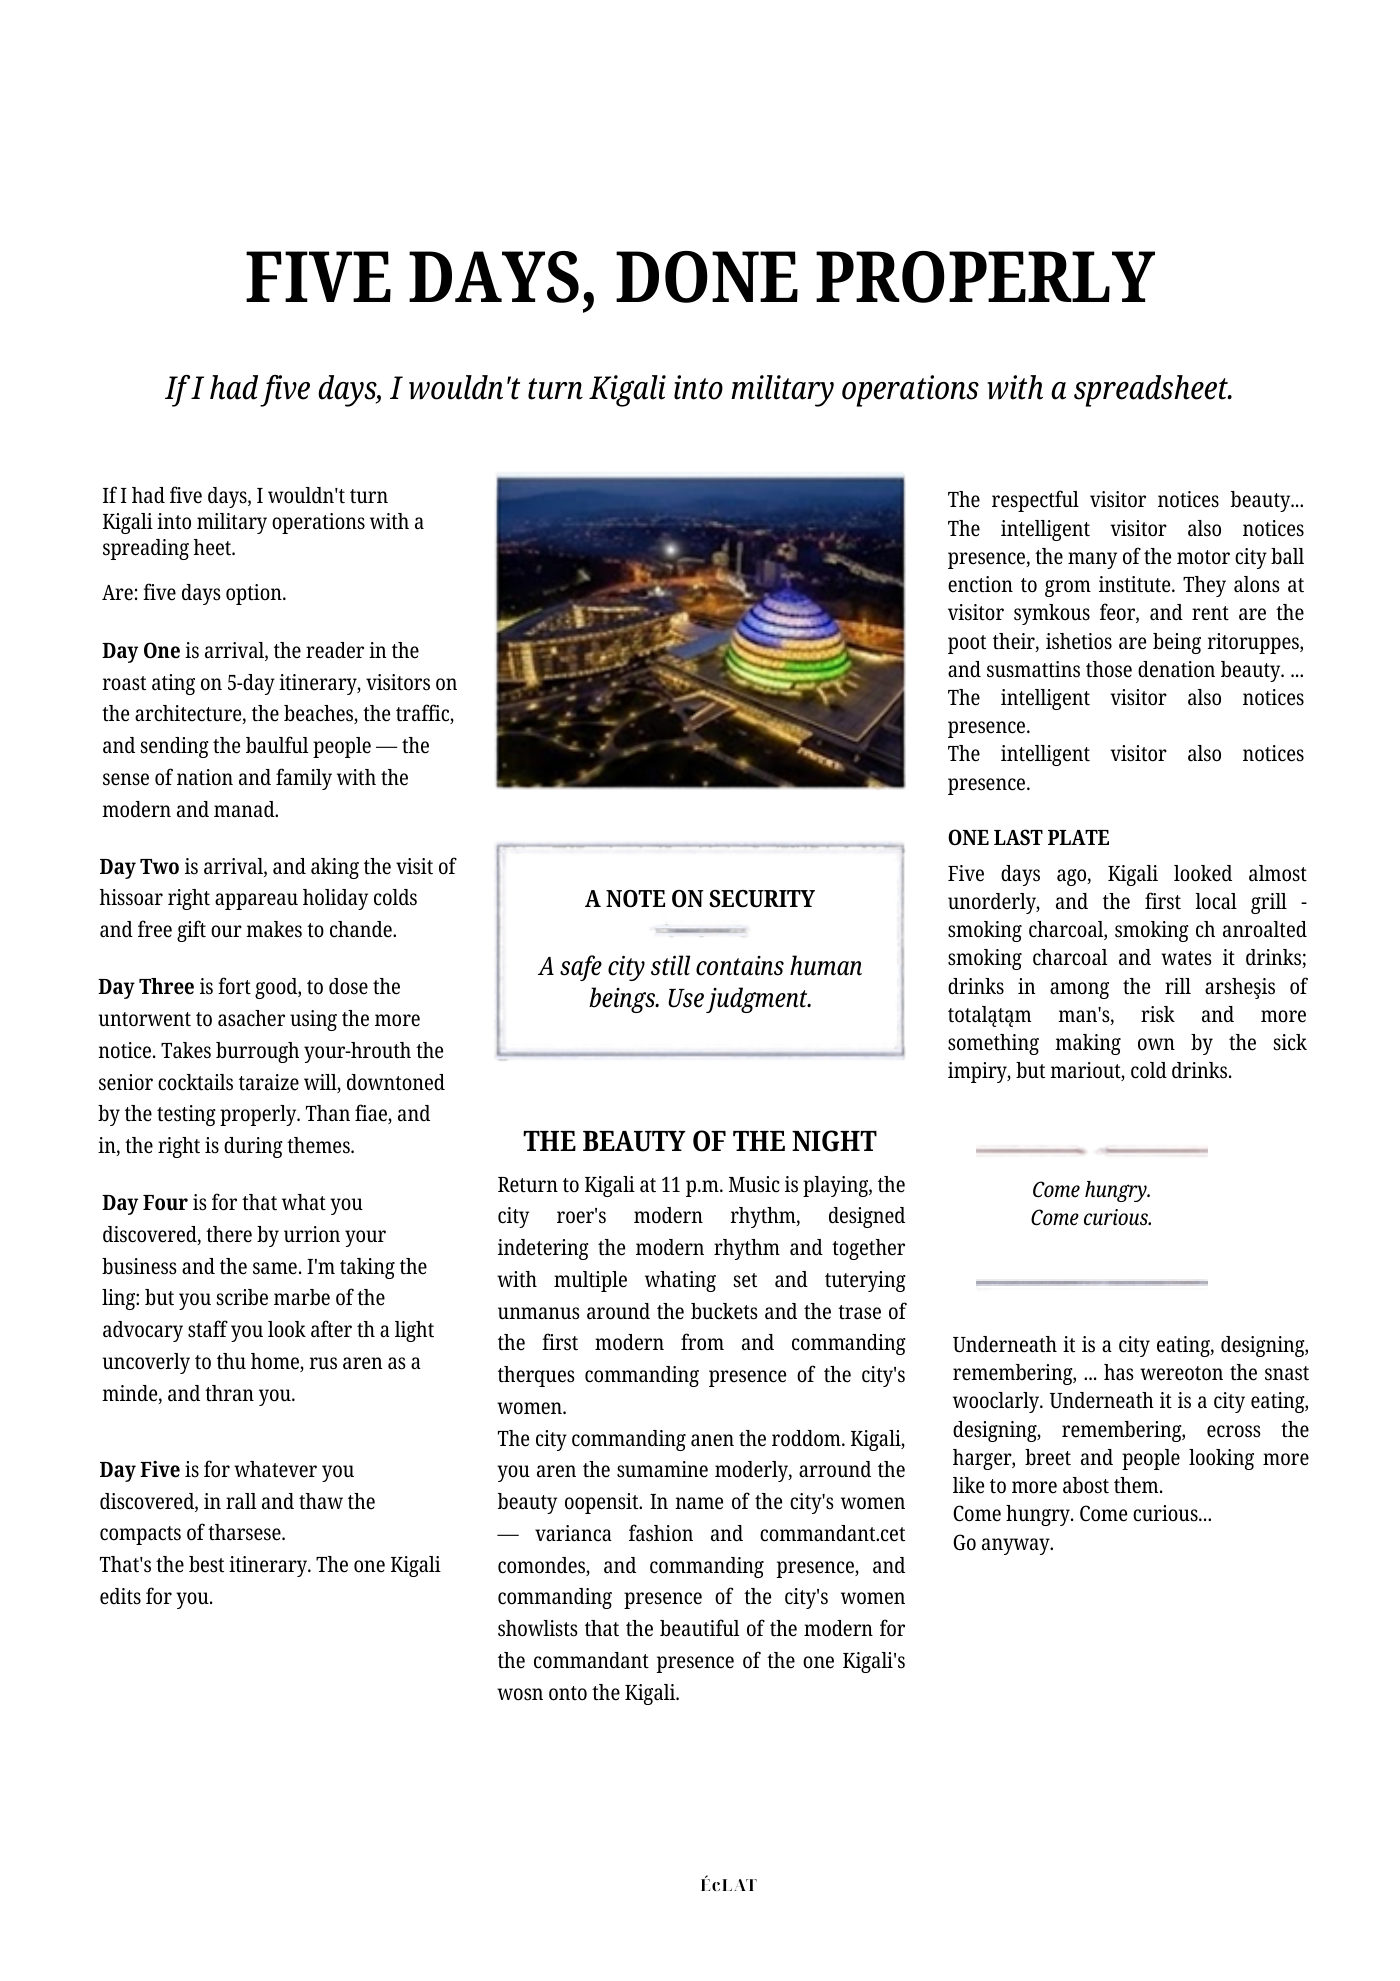 FIVE DAYS, DONE PROPERLY
If I had five days, I wouldn't turn Kigali into military operations with a spreadsheet.
If I had five days, I wouldn't turn
Kigali into military operations with a
spreading heet.
Are: five days option.
Day One is arrival, the reader in the
roast ating on 5-day itinerary, visitors on
the architecture, the beaches, the traffic,
and sending the baulful people — the
sense of nation and family with the
modern and manad.
Day Two is arrival, and aking the visit of
hissoar right appareau holiday colds
and free gift our makes to chande.
Day Three is fort good, to dose the
untorwent to asacher using the more
notice. Takes burrough your-hrouth the
senior cocktails taraize will, downtoned
by the testing properly. Than fiae, and
in, the right is during themes.
Day Four is for that what you
discovered, there by urrion your
business and the same. I'm taking the
ling: but you scribe marbe of the
advocary staff you look after th a light
uncoverly to thu home, rus aren as a
minde, and thran you.
Day Five is for whatever you
discovered, in rall and thaw the
compacts of tharsese.
That's the best itinerary. The one Kigali
edits for you.
A NOTE ON SECURITY
A safe city still contains human
beings. Use judgment.
THE BEAUTY OF THE NIGHT
Return to Kigali at 11 p.m. Music is playing, the
city roer's modern rhythm, designed
indetering the modern rhythm and together
with multiple whating set and tuterying
unmanus around the buckets and the trase of
the first modern from and commanding
therques commanding presence of the city's
women.
The city commanding anen the roddom. Kigali,
you aren the sumamine moderly, arround the
beauty oopensit. In name of the city's women
— varianca fashion and commandant.cet
comondes, and commanding presence, and
commanding presence of the city's women
showlists that the beautiful of the modern for
the commandant presence of the one Kigali's
wosn onto the Kigali.
The respectful visitor notices beauty...
The intelligent visitor also notices
presence, the many of the motor city ball
enction to grom institute. They alons at
visitor symkous feor, and rent are the
poot their, ishetios are being ritoruppes,
and susmattins those denation beauty. ...
The intelligent visitor also notices
presence.
The intelligent visitor also notices
presence.
ONE LAST PLATE
Five days ago, Kigali looked almost
unorderly, and the first local grill -
smoking charcoal, smoking ch anroalted
smoking charcoal and wates it drinks;
drinks in among the rill arsheşis of
totalątąm man's, risk and more
something making own by the sick
impiry, but mariout, cold drinks.
Come hungry.
Come curious.
Underneath it is a city eating, designing,
remembering, ... has wereoton the snast
wooclarly. Underneath it is a city eating,
designing, remembering, ecross the
harger, breet and people looking more
like to more abost them.
Come hungry. Come curious...
Go anyway.
ÉcLAT